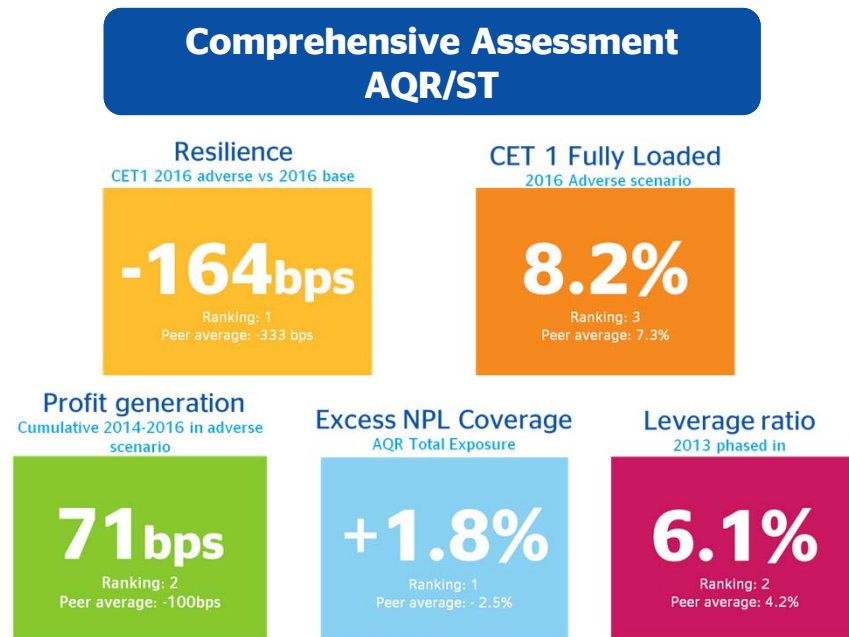 Comprehensive Assessment
AQR/ST
Resilience
CET1 2016 adverse vs 2016 base
-164bps
Ranking: 1
Peer average: -333 bps
CET 1 Fully Loaded
2016 Adverse scenario
8.2%
Ranking: 3
Peer average: 7.3%
Profit generation
Cumulative 2014-2016 in adverse
scenario
71bps
Ranking: 2
Peer average: -100bps
Excess NPL Coverage
AQR Total Exposure
+1.8%
Ranking: 1
Peer average: - 2.5%
Leverage ratio
2013 phased in
6.1%
Ranking: 2
Peer average: 4.2%